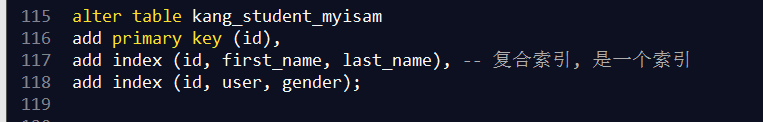 115 alter table kang_student_myisam
116 add primary key (id),
117 add index (id, first_name, last_name), -- 复合索引, 是一个索引
118 add index (id, user, gender);
119